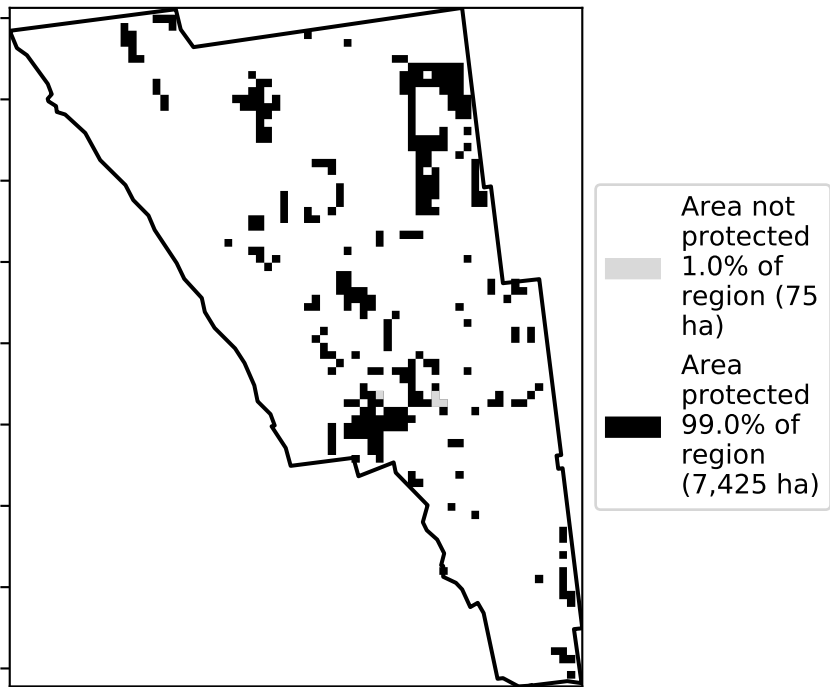 Area not
protected
1.0% of
region (75
ha)
Area
protected
99.0% of
region
(7,425 ha)